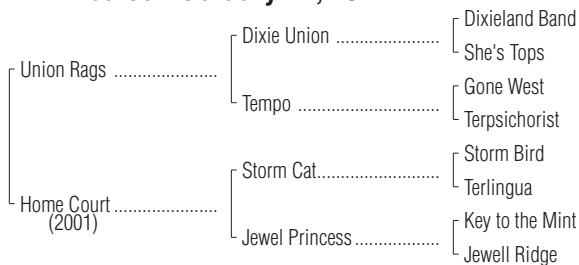 Dixieland Band
Dixie Union ........................
She's Tops
Union Rags ......................
Gone West
Tempo ................................
Terpsichorist
Storm Bird
Storm Cat............................
Terlingua
Home Court ......................
(2001)
Key to the Mint
Jewel Princess ...................
Jewell Ridge